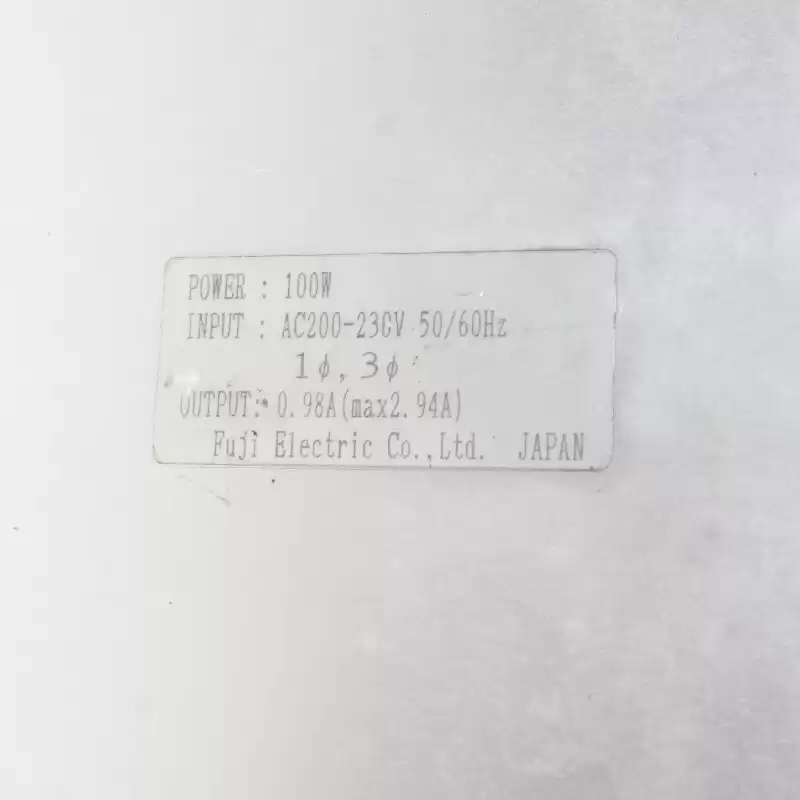 POWER : 100W
INPUT : AC200-230V 50/60Hz
1φ, 3φ
OUTPUT: 0.98A(max2.94A)
Fuji Electric Co.,Ltd. JAPAN